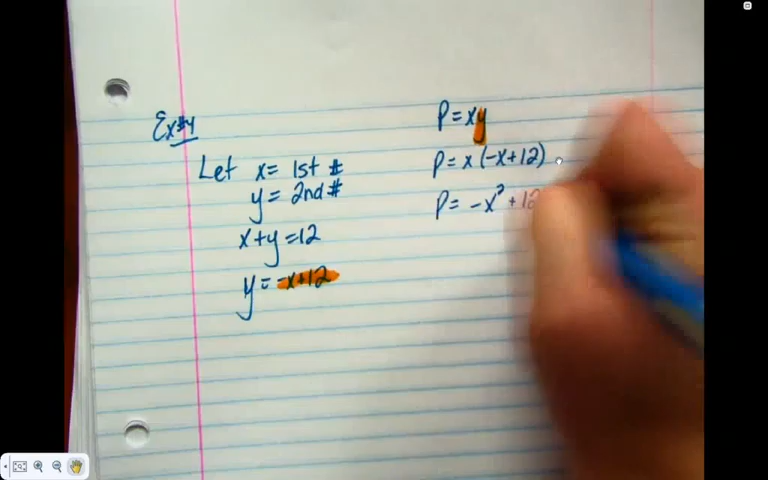 Ex#4
Let x = 1st #
y = 2nd #
x+y=12
y = -x+12
P = xy
P = x(-x+12)
P = -x² + 12